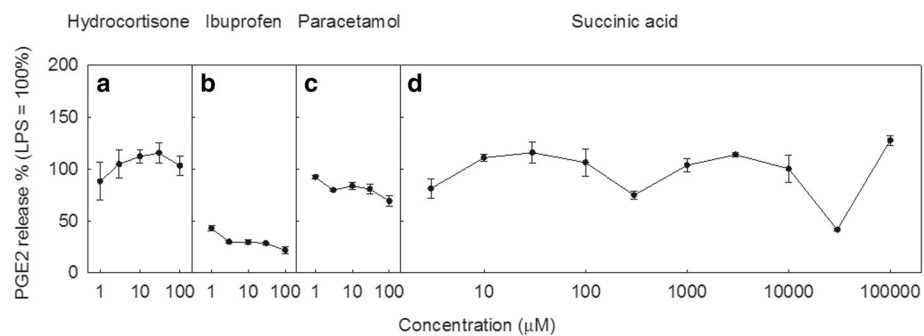 Hydrocortisone Ibuprofen Paracetamol Succinic acid
PGE2 release % (LPS = 100%)
200
150
100
50
0
a b c d
1 10 100 1 10 100 1 10 100 10 100 1000 10000 100000
Concentration (μM)